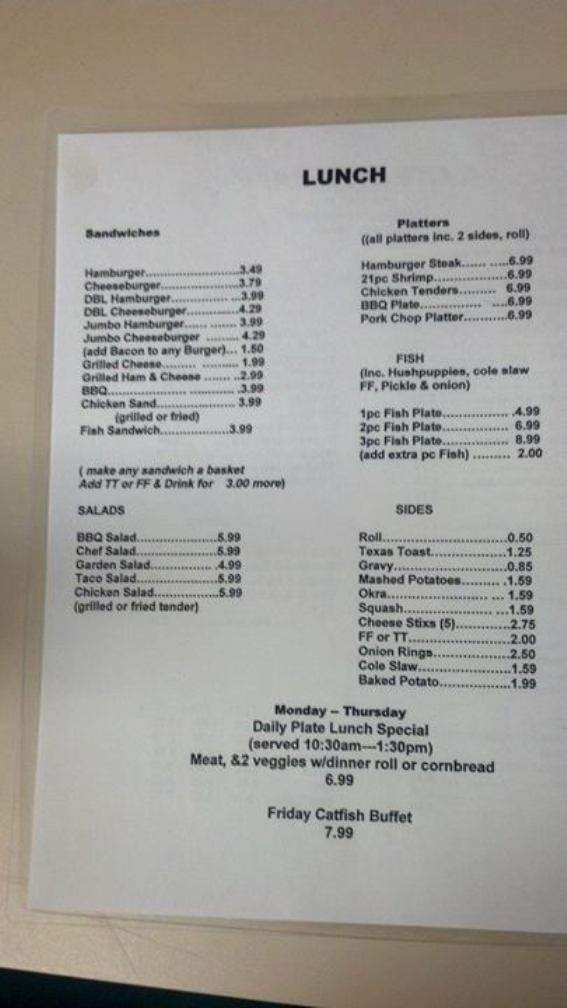 LUNCH
Sandwiches
Hamburger..........................3.49
Cheeseburger......................3.79
DBL Hamburger................ ...3.99
DBL Cheeseburger..............4.29
Jumbo Hamburger...... ....... 3.99
Jumbo Cheeseburger ......... 4.29
(add Bacon to any Burger)... 1.50
Grilled Cheese......... .......... 1.99
Grilled Ham & Cheese ....... ..2.99
BBQ...................... ............. .3.99
Chicken Sand...................... 3.99
(grilled or fried)
Fish Sandwich...................3.99
( make any sandwich a basket
Add TT or FF & Drink for 3.00 more)
SALADS
BBQ Salad......................5.99
Chef Salad......................5.99
Garden Salad................. .4.99
Taco Salad......................5.99
Chicken Salad.................5.99
(grilled or fried tender)
Platters
((all platters inc. 2 sides, roll)
Hamburger Steak...... .....6.99
21pc Shrimp...................6.99
Chicken Tenders......... 6.99
BBQ Plate................ ....6.99
Pork Chop Platter..........6.99
FISH
(Inc. Hushpuppies, cole slaw
FF, Pickle & onion)
1pc Fish Plate.................. .4.99
2pc Fish Plate.................. 6.99
3pc Fish Plate.................. 8.99
(add extra pc Fish) ......... 2.00
SIDES
Roll..................................0.50
Texas Toast....................1.25
Gravy...............................0.85
Mashed Potatoes......... .1.59
Okra............................ ... 1.59
Squash........................ ...1.59
Cheese Stixs (5)..............2.75
FF or TT...........................2.00
Onion Rings.....................2.50
Cole Slaw.........................1.59
Baked Potato...................1.99
Monday – Thursday
Daily Plate Lunch Special
(served 10:30am---1:30pm)
Meat, &2 veggies w/dinner roll or cornbread
6.99
Friday Catfish Buffet
7.99